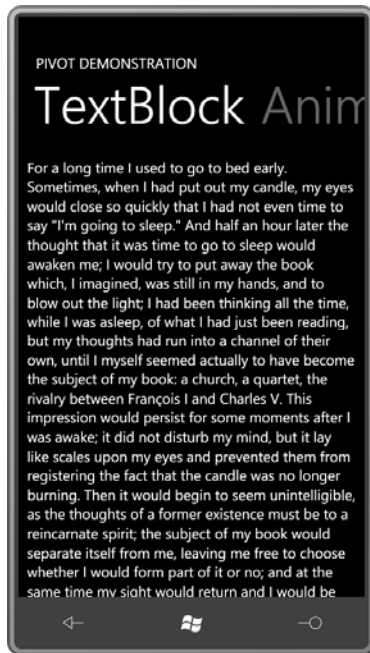 PIVOT DEMONSTRATION
TextBlock Anim
For a long time I used to go to bed early.
Sometimes, when I had put out my candle, my eyes
would close so quickly that I had not even time to
say "I'm going to sleep." And half an hour later the
thought that it was time to go to sleep would
awaken me; I would try to put away the book
which, I imagined, was still in my hands, and to
blow out the light; I had been thinking all the time,
while I was asleep, of what I had just been reading,
but my thoughts had run into a channel of their
own, until I myself seemed actually to have become
the subject of my book: a church, a quartet, the
rivalry between François I and Charles V. This
impression would persist for some moments after I
was awake; it did not disturb my mind, but it lay
like scales upon my eyes and prevented them from
registering the fact that the candle was no longer
burning. Then it would begin to seem unintelligible,
as the thoughts of a former existence must be to a
reincarnate spirit; the subject of my book would
separate itself from me, leaving me free to choose
whether I would form part of it or no; and at the
same time my sight would return and I would be